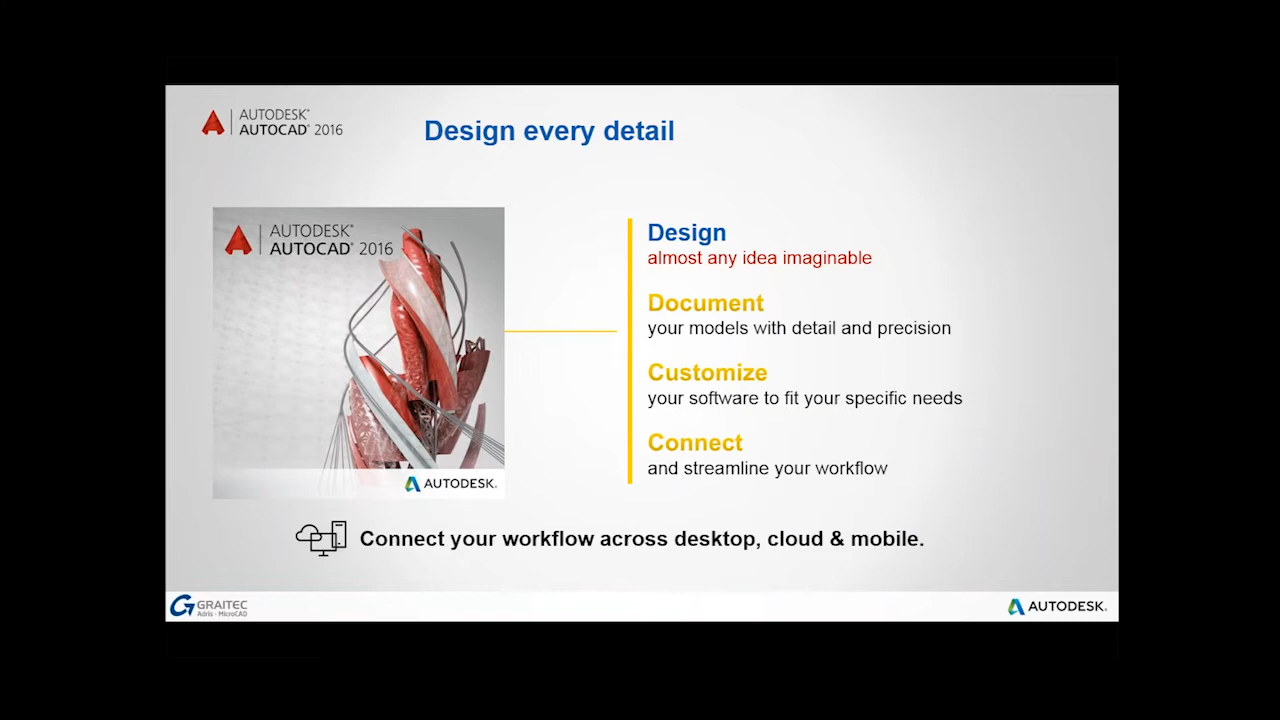 AUTODESK®
AUTOCAD® 2016
Design every detail
AUTODESK®
AUTOCAD® 2016
AUTODESK.
Design
almost any idea imaginable
Document
your models with detail and precision
Customize
your software to fit your specific needs
Connect
and streamline your workflow
Connect your workflow across desktop, cloud & mobile.
GRAITEC
Adris - MicroCAD
AUTODESK.